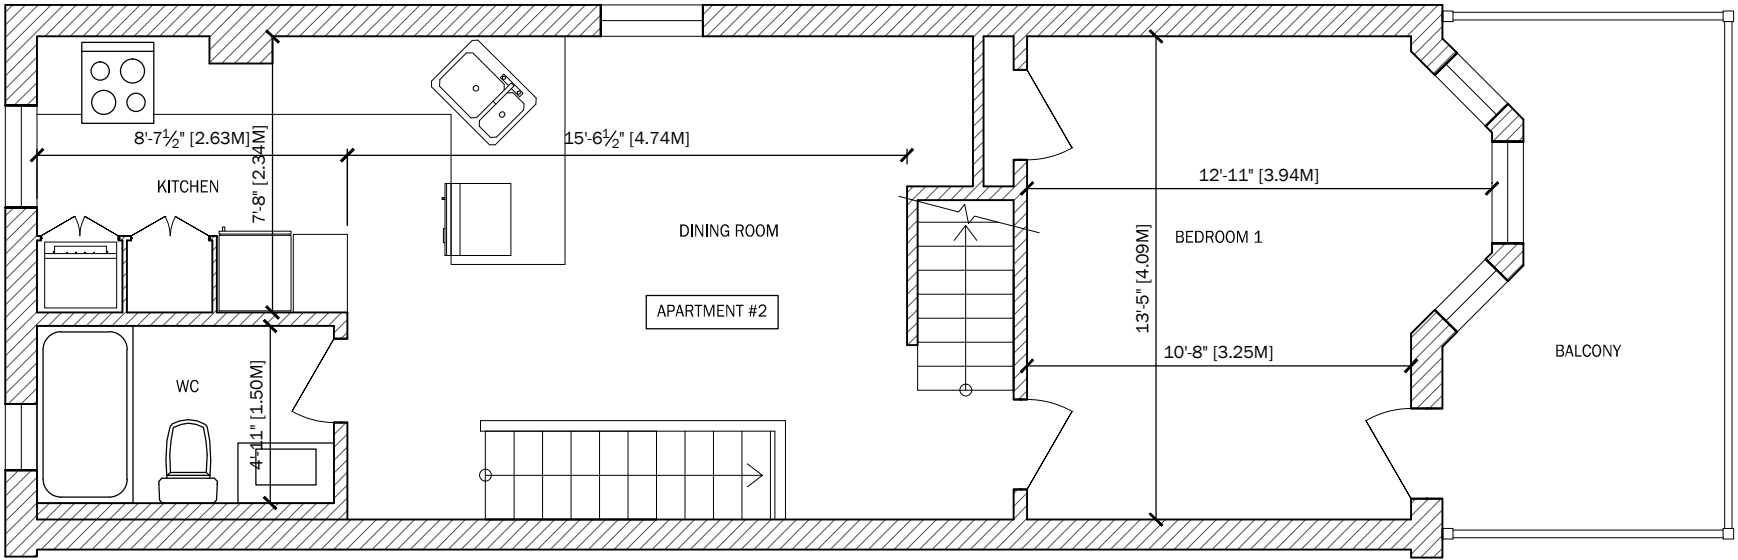 8'-7½" [2.63M]
15'-6½" [4.74M]
7'-8" [2.34M]
KITCHEN
12'-11" [3.94M]
DINING ROOM
BEDROOM 1
13'-5" [4.09M]
APARTMENT #2
10'-8" [3.25M]
BALCONY
WC
4'-11" [1.50M]